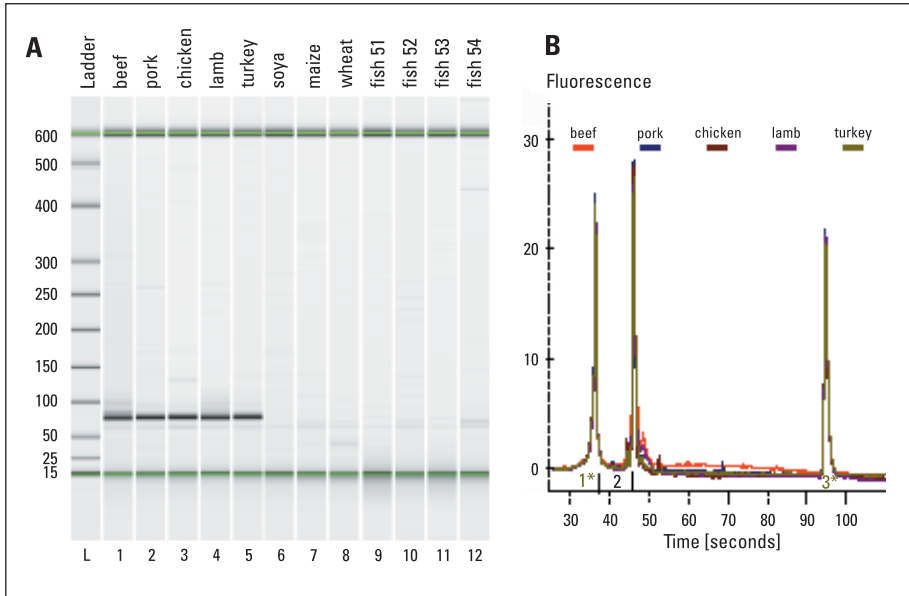 A
Ladder
beef
pork
chicken
lamb
turkey
soya
maize
wheat
fish 51
fish 52
fish 53
fish 54
600
500
400
300
250
200
150
100
50
25
15
L 1 2 3 4 5 6 7 8 9 10 11 12
B
Fluorescence
beef pork chicken lamb turkey
30
20
10
0
1* 2 3*
30 40 50 60 70 80 90 100
Time [seconds]